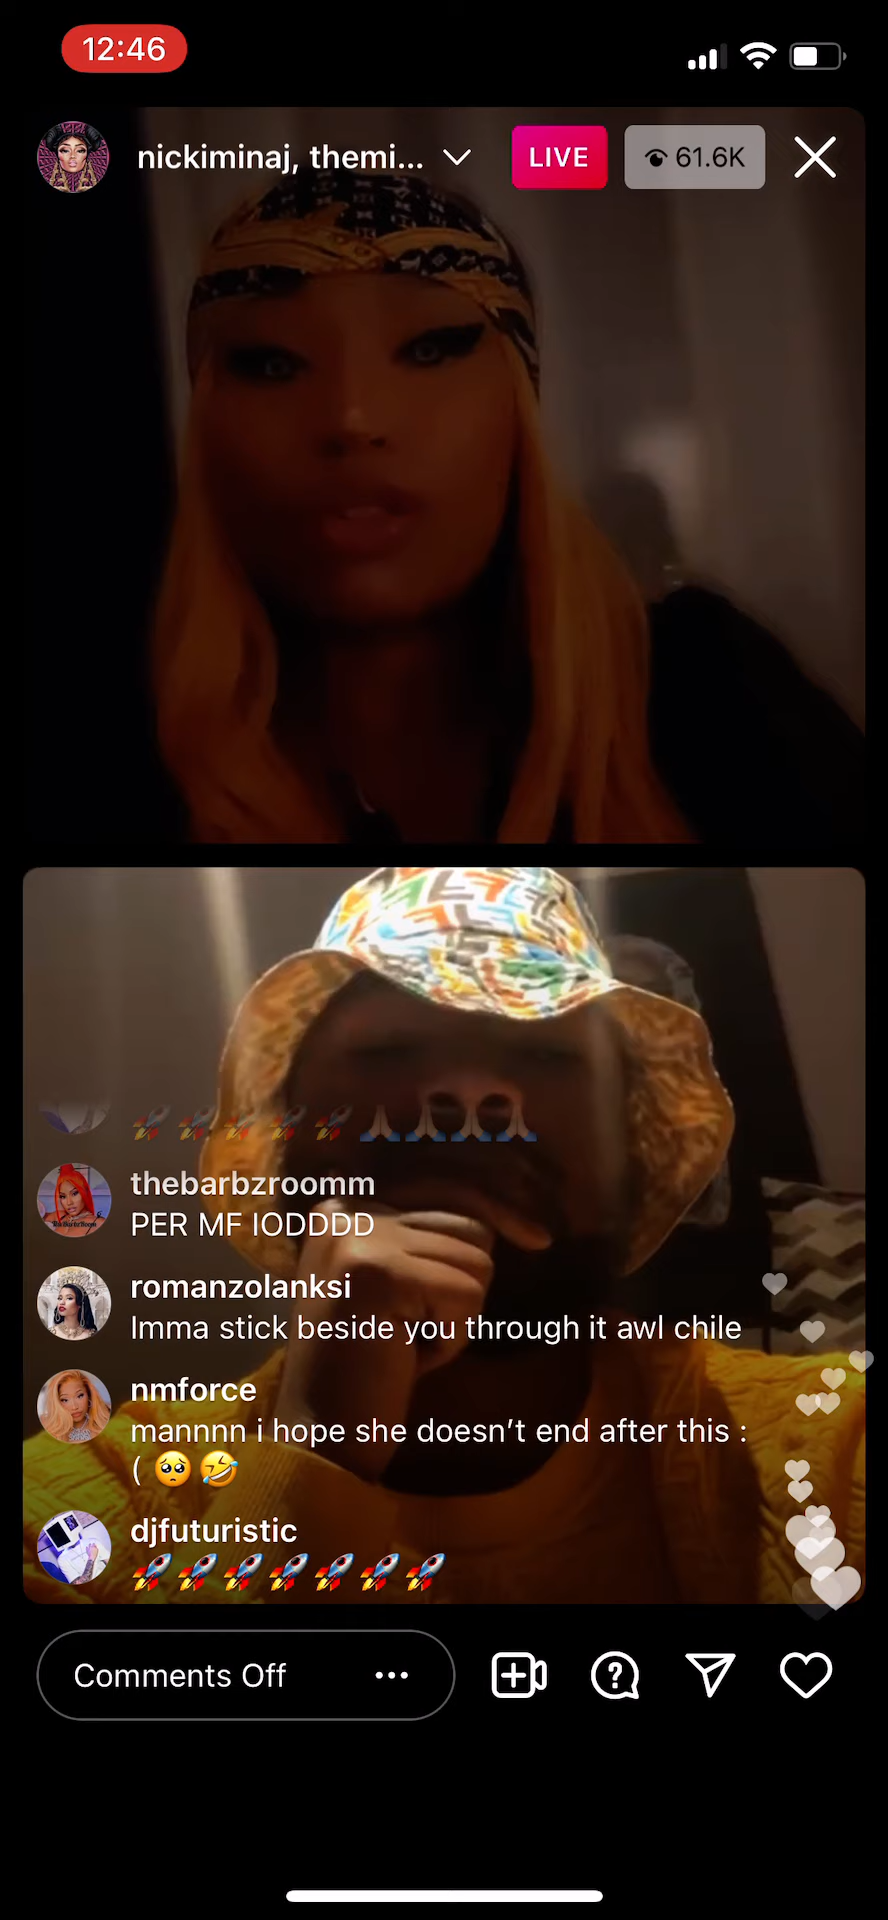 12:46
nickiminaj, themi...
LIVE
61.6K
🚀🚀🚀🚀🚀🙏🏽🙏🏽🙏🏽🙏🏽
thebarbzroomm
PER MF IODDDD
romanzolanksi
Imma stick beside you through it awl chile
nmforce
mannnn i hope she doesn’t end after this :
( 🥺🤣
djfuturistic
🚀🚀🚀🚀🚀🚀🚀
Comments Off